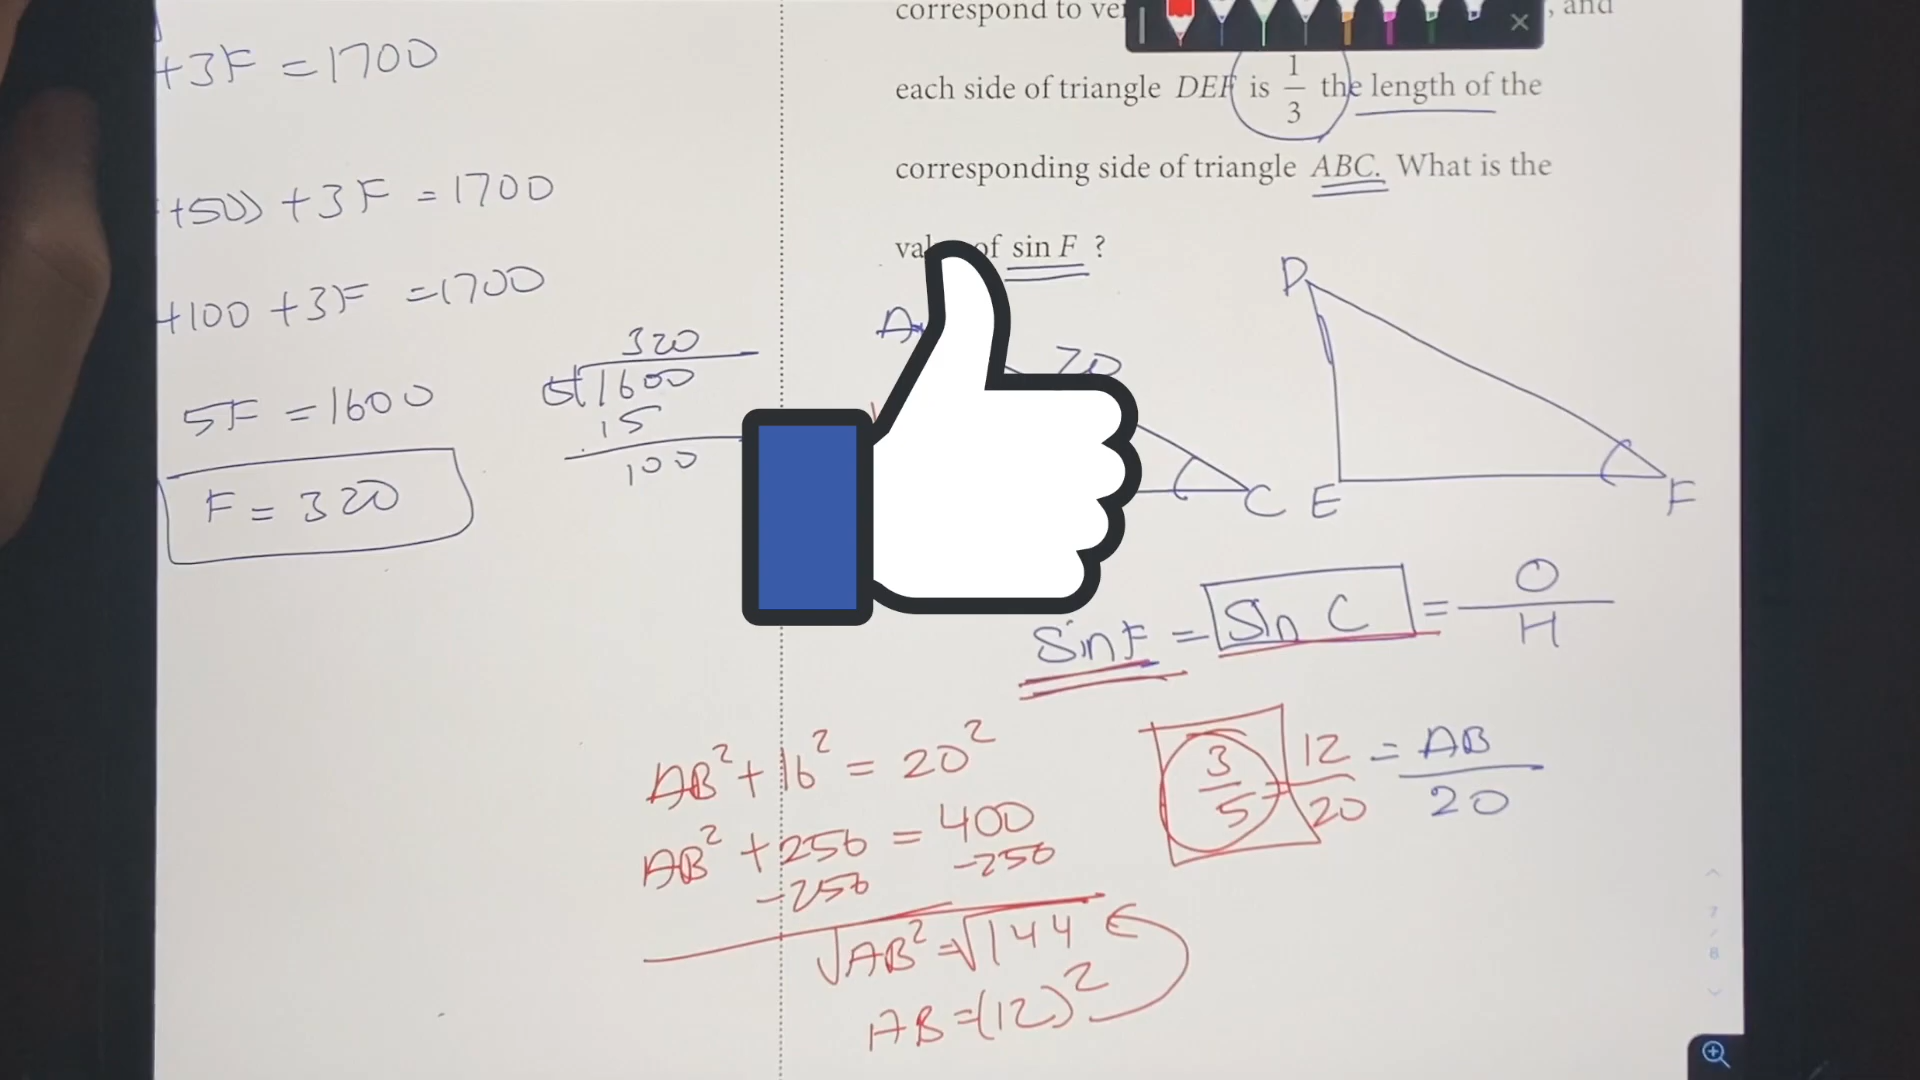 +3F = 1700
+50) + 3F = 1700
+100 + 3F = 1700
5F = 1600
F = 320
320
5 1600
15
100
correspond to
, and
each side of triangle DEF is 1/3 the length of the
corresponding side of triangle ABC. What is the
of sin F ?
A
20
C
D
E
F
Sin F = Sin C = O/H
3/5 = 12/20 = AB/20
AB² + 16² = 20²
AB² + 256 = 400
-256 -256
√AB² = √144
AB = (12)²
7
/
8